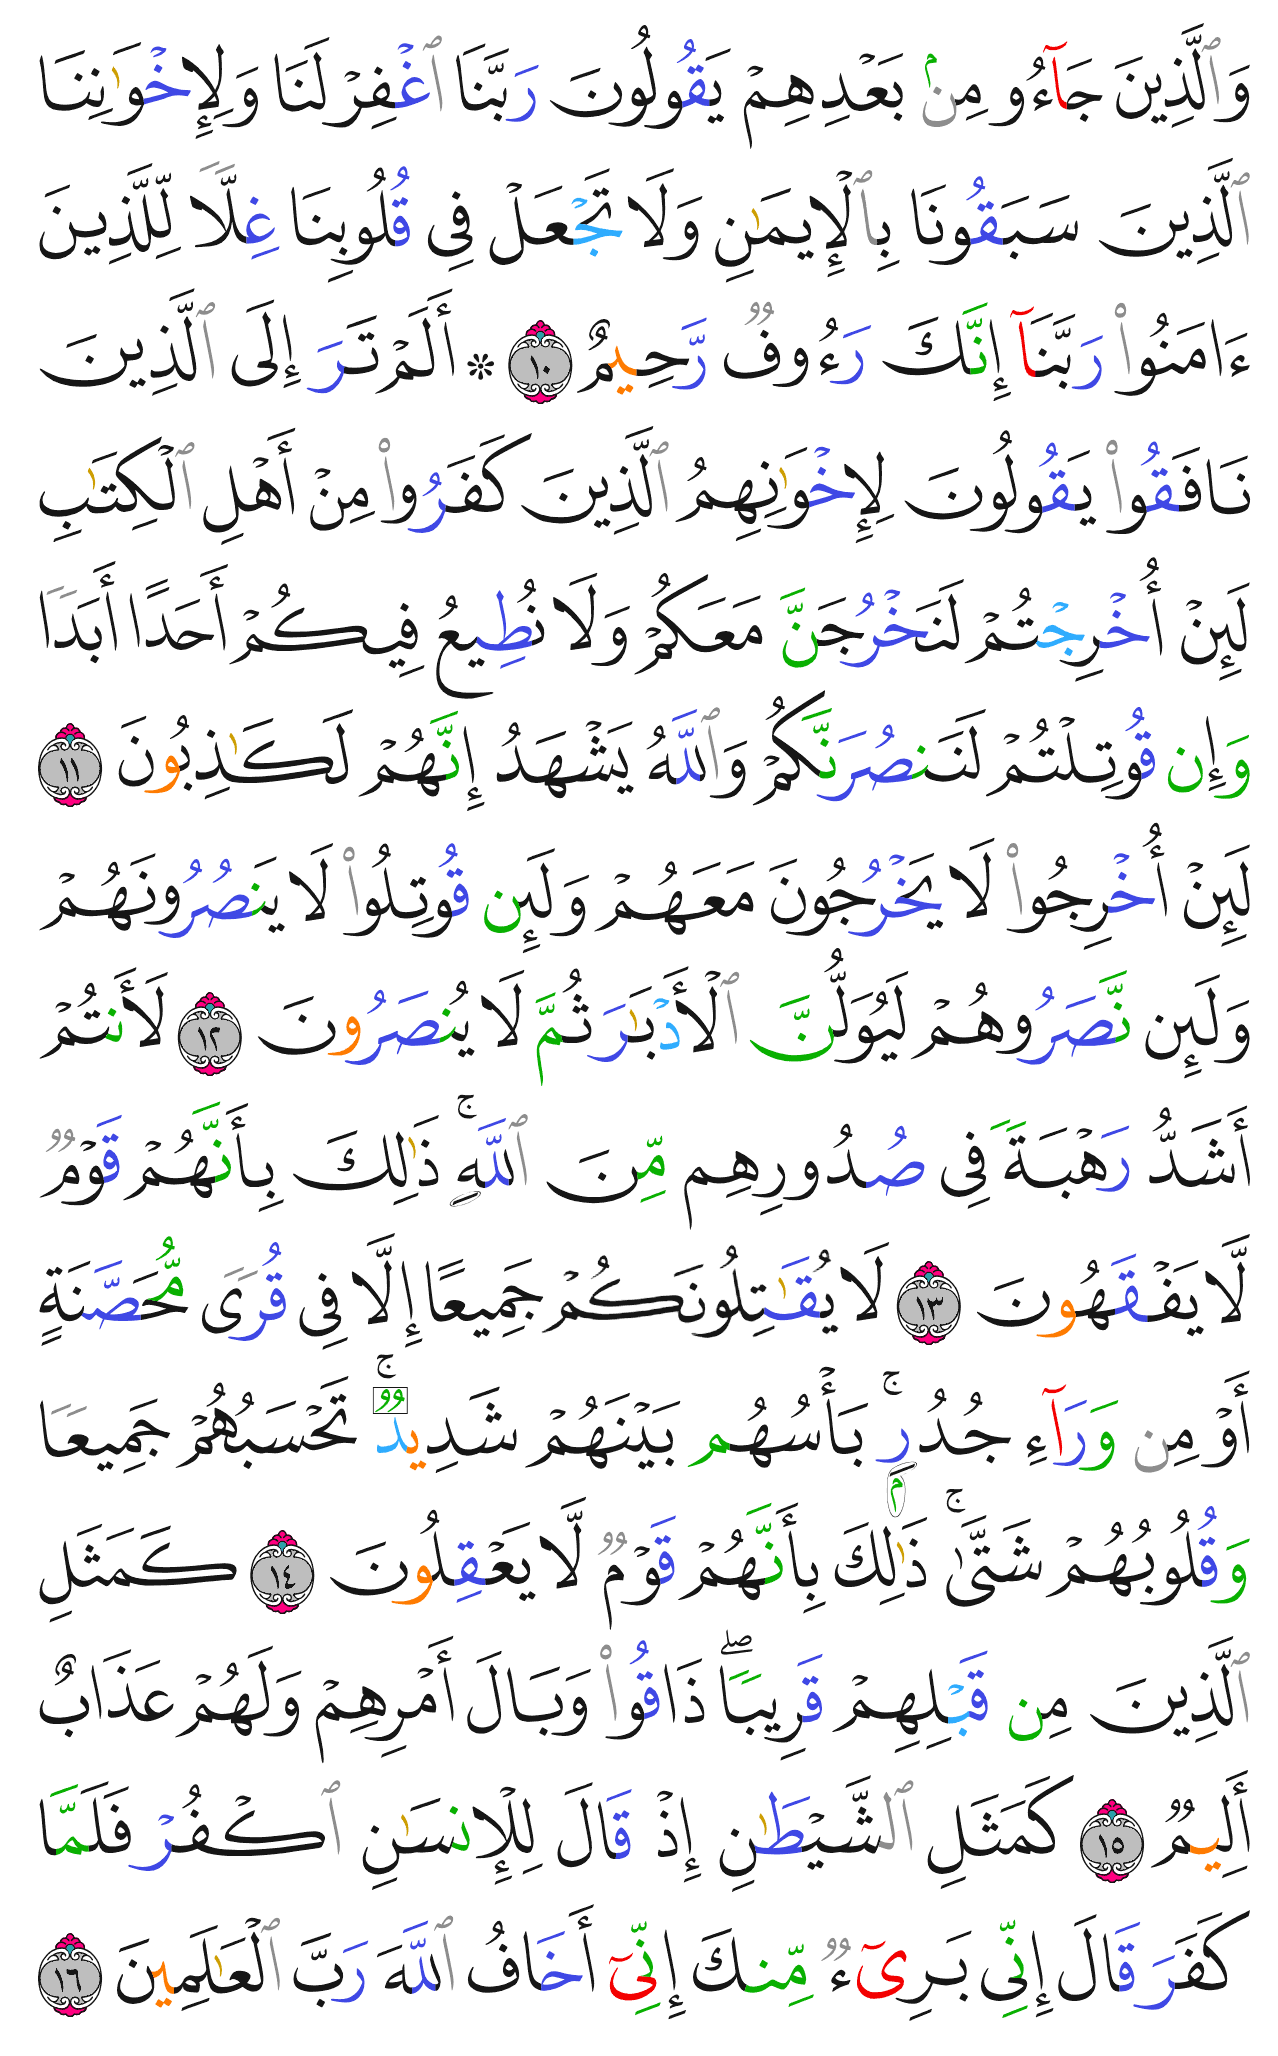 وَٱلَّذِينَ جَآءُو مِنۢ بَعْدِهِمْ يَقُولُونَ رَبَّنَا ٱغْفِرْ لَنَا وَلِإِخْوَٰنِنَا
ٱلَّذِينَ سَبَقُونَا بِٱلْإِيمَـٰنِ وَلَا تَجْعَلْ فِى قُلُوبِنَا غِلًّا لِّلَّذِينَ
ءَامَنُوا۟ رَبَّنَآ إِنَّكَ رَءُوفٌ رَّحِيمٌ ١٠ ۞ أَلَمْ تَرَ إِلَى ٱلَّذِينَ
نَافَقُوا۟ يَقُولُونَ لِإِخْوَٰنِهِمُ ٱلَّذِينَ كَفَرُوا۟ مِنْ أَهْلِ ٱلْكِتَـٰبِ
لَئِنْ أُخْرِجْتُمْ لَنَخْرُجَنَّ مَعَكُمْ وَلَا نُطِيعُ فِيكُمْ أَحَدًا أَبَدًا
وَإِن قُوتِلْتُمْ لَنَنصُرَنَّكُمْ وَٱللَّهُ يَشْهَدُ إِنَّهُمْ لَكَـٰذِبُونَ ١١
لَئِنْ أُخْرِجُوا۟ لَا يَخْرُجُونَ مَعَهُمْ وَلَئِن قُوتِلُوا۟ لَا يَنصُرُونَهُمْ
وَلَئِن نَّصَرُوهُمْ لَيُوَلُّنَّ ٱلْأَدْبَـٰرَ ثُمَّ لَا يُنصَرُونَ ١٢ لَأَنتُمْ
أَشَدُّ رَهْبَةً فِى صُدُورِهِم مِّنَ ٱللَّهِ ۚ ذَٰلِكَ بِأَنَّهُمْ قَوْمٌ
لَّا يَفْقَهُونَ ١٣ لَا يُقَـٰتِلُونَكُمْ جَمِيعًا إِلَّا فِى قُرًى مُّحَصَّنَةٍ
أَوْ مِن وَرَآءِ جُدُرٍۭ ۚ بَأْسُهُم بَيْنَهُمْ شَدِيدٌ ۚ تَحْسَبُهُمْ جَمِيعًا
وَقُلُوبُهُمْ شَتَّىٰ ۚ ذَٰلِكَ بِأَنَّهُمْ قَوْمٌ لَّا يَعْقِلُونَ ١٤ كَمَثَلِ
ٱلَّذِينَ مِن قَبْلِهِمْ قَرِيبًا ۖ ذَاقُوا۟ وَبَالَ أَمْرِهِمْ وَلَهُمْ عَذَابٌ
أَلِيمٌ ١٥ كَمَثَلِ ٱلشَّيْطَـٰنِ إِذْ قَالَ لِلْإِنسَـٰنِ ٱكْفُرْ فَلَمَّا
كَفَرَ قَالَ إِنِّى بَرِىٓءٌ مِّنكَ إِنِّىٓ أَخَافُ ٱللَّهَ رَبَّ ٱلْعَـٰلَمِينَ ١٦